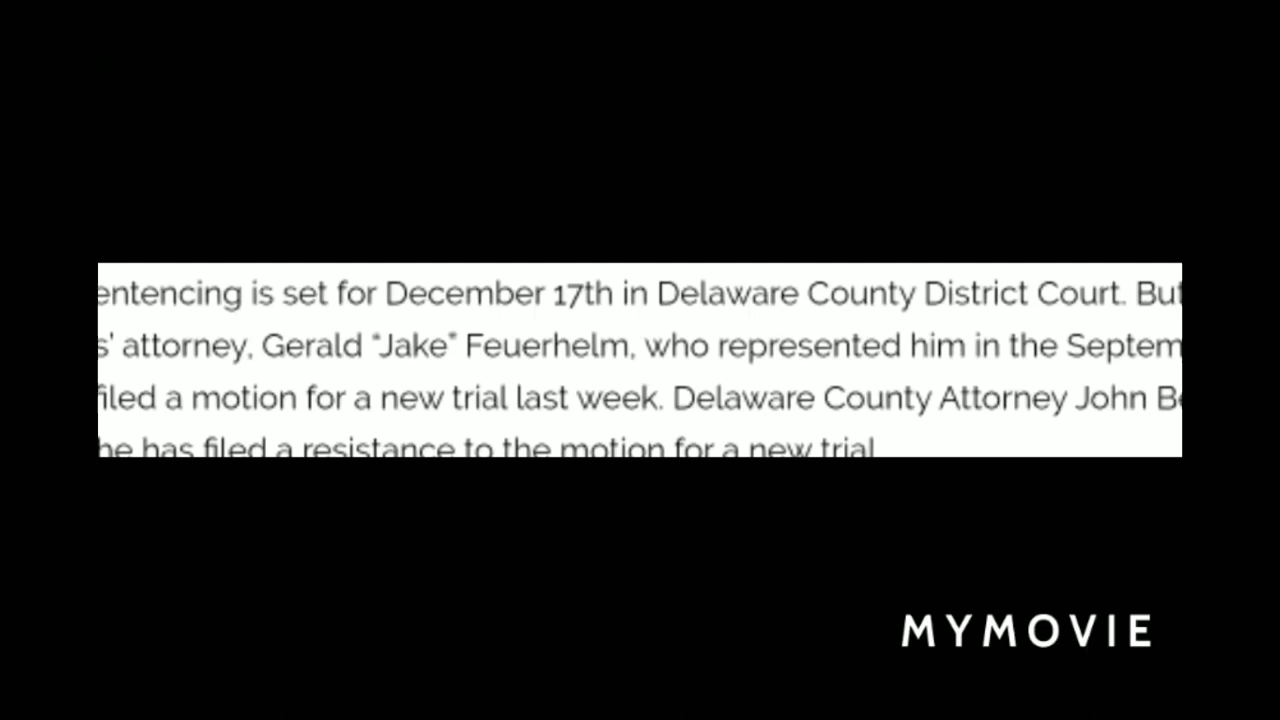 entencing is set for December 17th in Delaware County District Court. But
s' attorney, Gerald “Jake” Feuerhelm, who represented him in the Septem
filed a motion for a new trial last week. Delaware County Attorney John Be
he has filed a resistance to the motion for a new trial
MYMOVIE